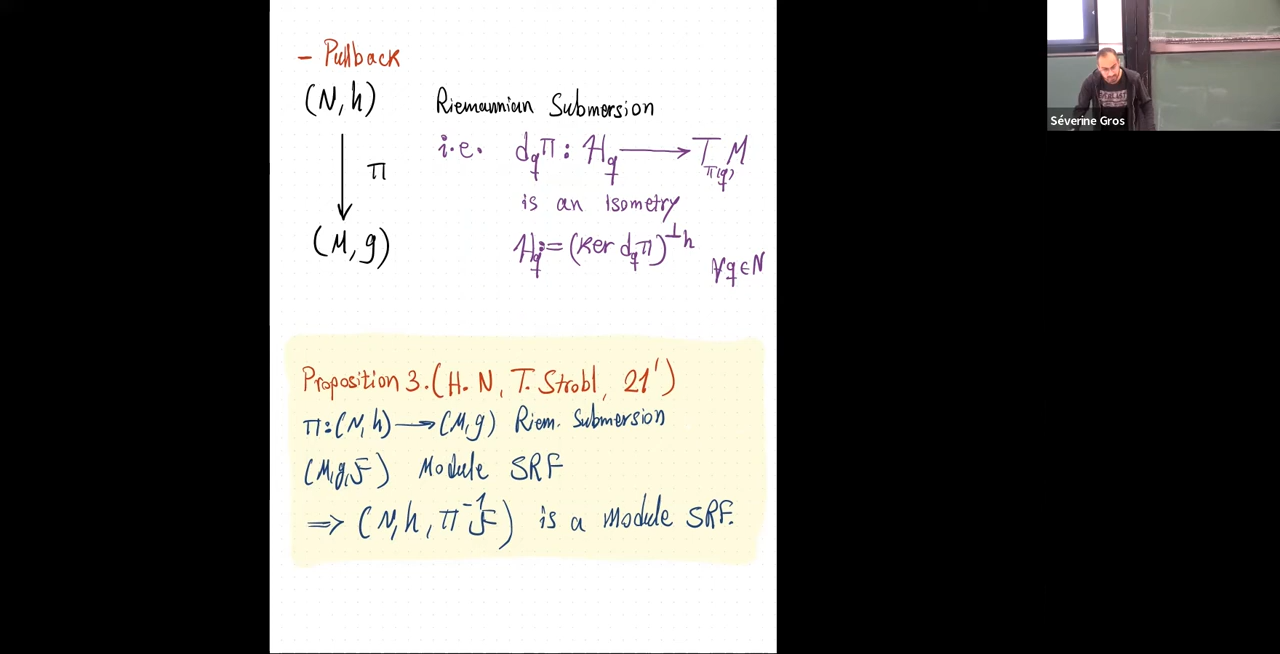 - Pullback
(N, h) Riemannian Submersion
i.e. d_qπ : H_q ⟶ T_{π(q)}M
π
is an isometry
(M, g) H_q := (ker d_qπ)^{⊥h} ∀q∈N
Proposition 3. (H. N, T. Strobl, 21')
π:(N, h) ⟶ (M, g) Riem. Submersion
(M, g, F) Module SRF
⟹ (N, h, π⁻¹F) is a Module SRF.
Séverine Gros